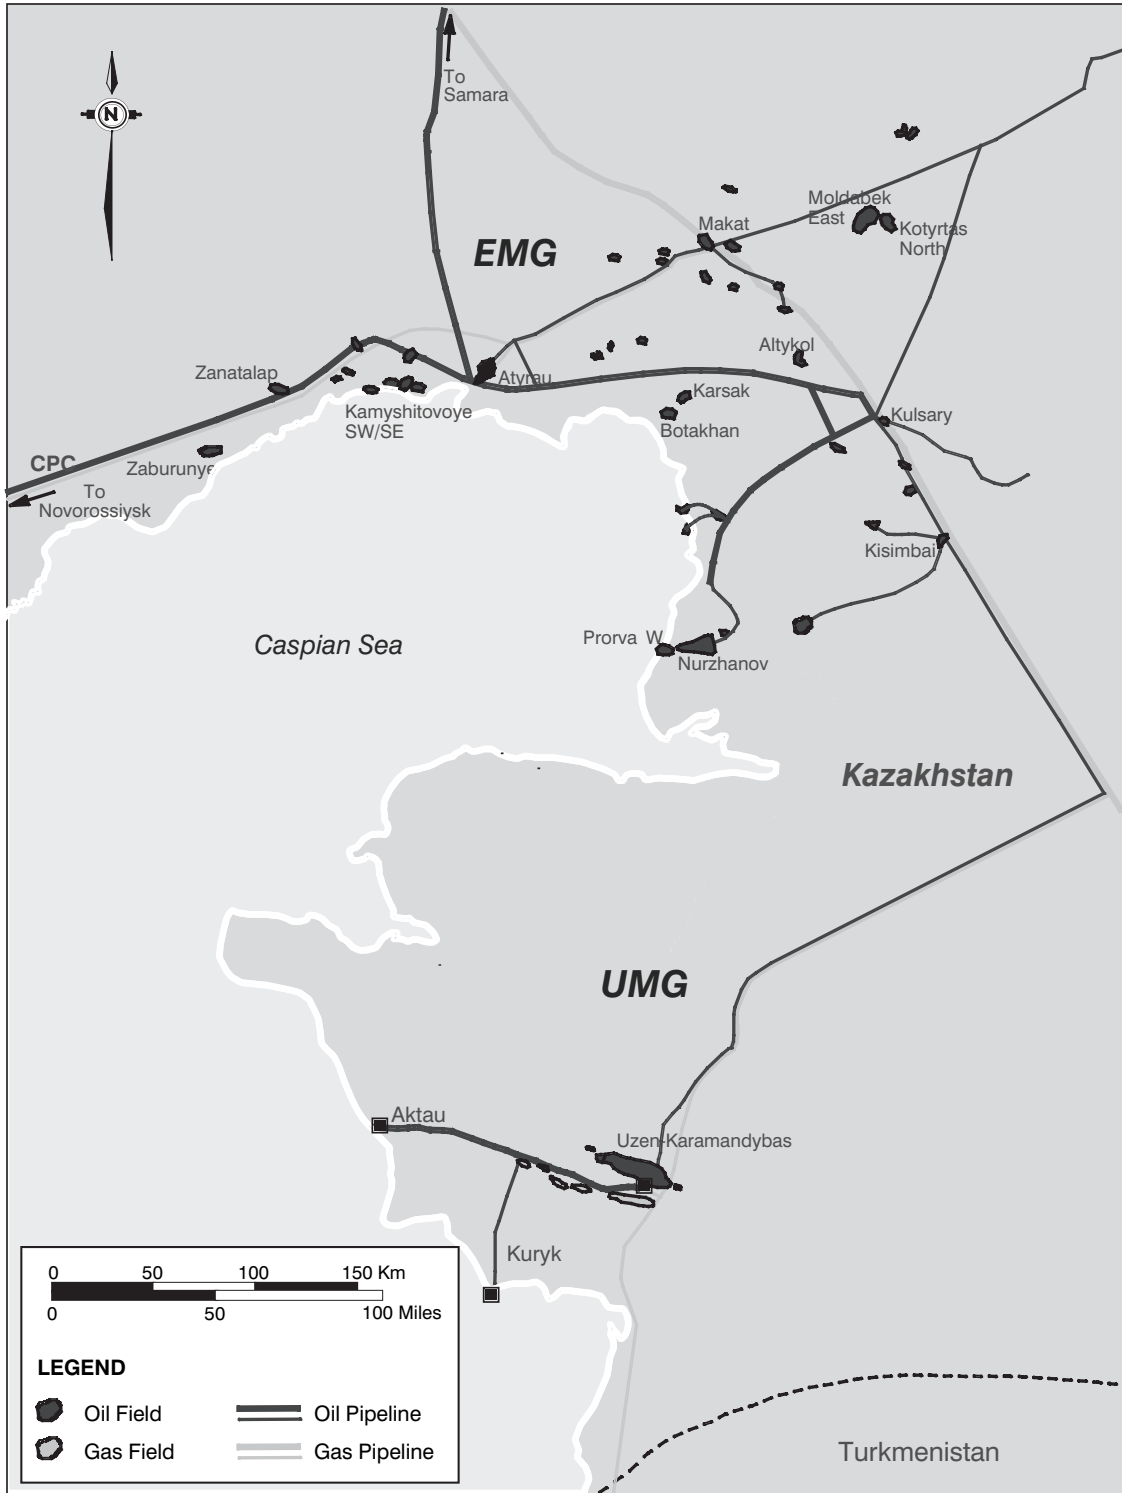 To
Samara
N
Moldabek
East
Makat
Kotyrtas
North
EMG
Altykol
Zanatalap
Atyrau
Karsak
Kamyshitovoye
SW/SE
Botakhan
Kulsary
CPC
Zaburunye
To
Novorossiysk
Kisimbai
Prorva W
Caspian Sea
Nurzhanov
Kazakhstan
UMG
Aktau
Uzen-Karamandybas
Kuryk
0 50 100 150 Km
0 50 100 Miles
LEGEND
Oil Field Oil Pipeline
Gas Field Gas Pipeline
Turkmenistan